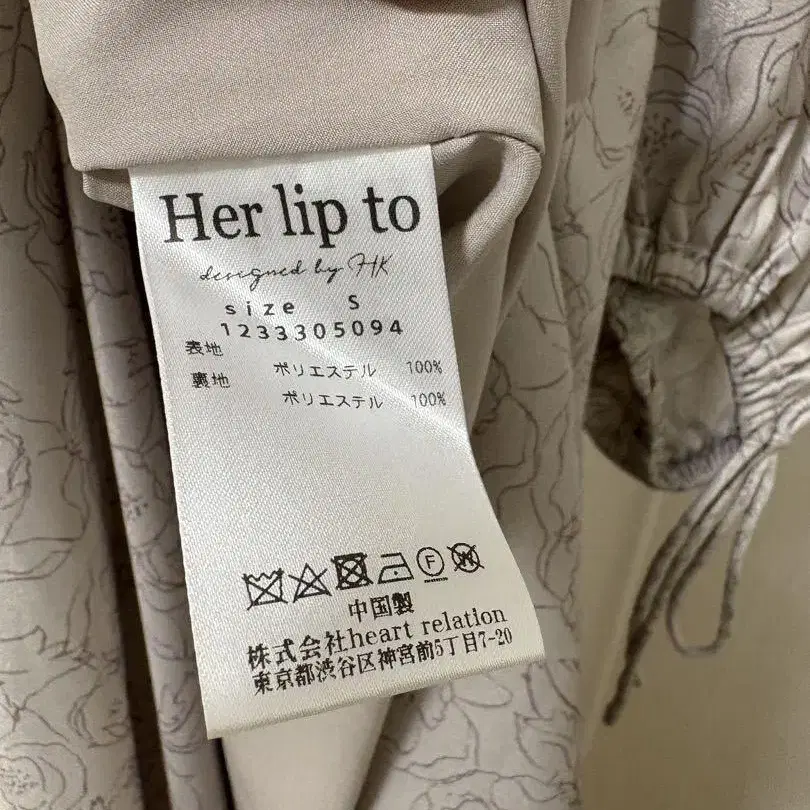 Her lip to
designed by HK
size S
1233305094
表地 ポリエステル 100%
裏地 ポリエステル 100%
中国製
株式会社heart relation
東京都渋谷区神宮前5丁目7-20